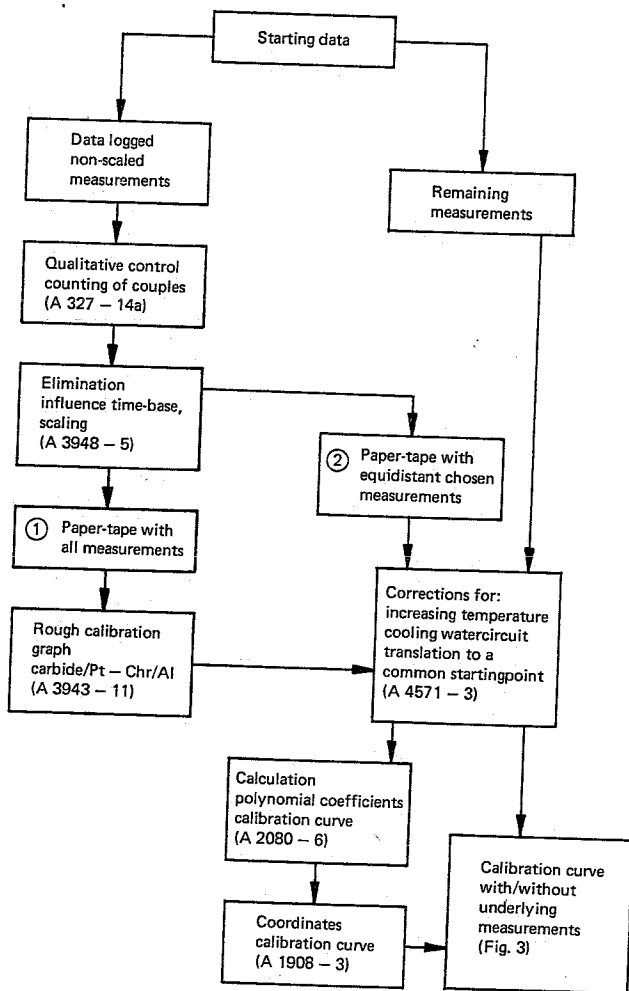 Starting data
Data logged
non-scaled
measurements
Remaining
measurements
Qualitative control
counting of couples
(A 327 – 14a)
Elimination
influence time-base,
scaling
(A 3948 – 5)
② Paper-tape with
equidistant chosen
measurements
① Paper-tape with
all measurements
Corrections for:
increasing temperature
cooling watercircuit
translation to a
common startingpoint
(A 4571 – 3)
Rough calibration
graph
carbide/Pt – Chr/Al
(A 3943 – 11)
Calculation
polynomial coefficients
calibration curve
(A 2080 – 6)
Calibration curve
with/without
underlying
measurements
(Fig. 3)
Coordinates
calibration curve
(A 1908 – 3)